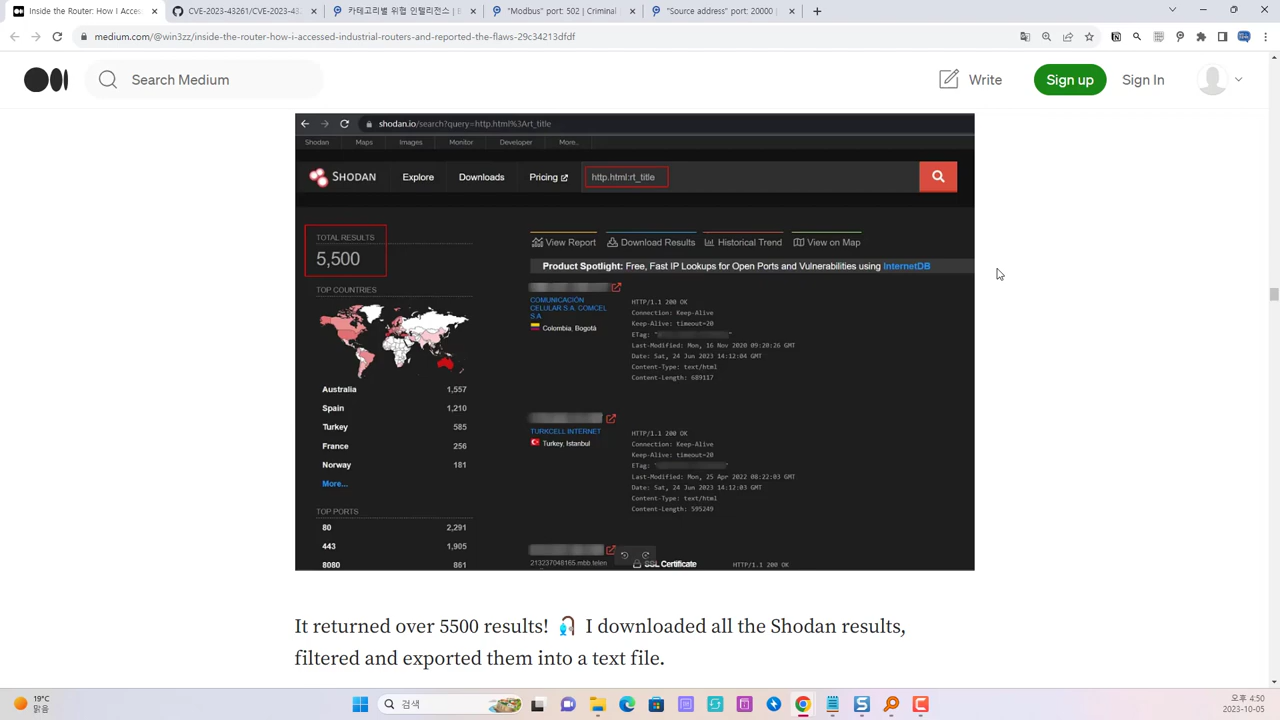 Inside the Router: How I Acces
CVE-2023-43261/CVE-2023-43
카테고리별 위협 인텔리전스 | B
"Modbus" port: 502 | Criminal
"Source address" port: 20000 |
medium.com/@win3zz/inside-the-router-how-i-accessed-industrial-routers-and-reported-the-flaws-29c34213dfdf
Search Medium
Write
Sign up
Sign In
shodan.io/search?query=http.html%3Art_title
Shodan Maps Images Monitor Developer More...
SHODAN Explore Downloads Pricing http.html:rt_title
TOTAL RESULTS
5,500
TOP COUNTRIES
Australia 1,557
Spain 1,210
Turkey 585
France 256
Norway 181
More...
TOP PORTS
80 2,291
443 1,905
8080 861
View Report Download Results Historical Trend View on Map
Product Spotlight: Free, Fast IP Lookups for Open Ports and Vulnerabilities using InternetDB
COMUNICACIÓN
CELULAR S.A. COMCEL
S.A
Colombia, Bogotá
HTTP/1.1 200 OK
Connection: Keep-Alive
Keep-Alive: timeout=20
ETag: "
Last-Modified: Mon, 16 Nov 2020 09:20:26 GMT
Date: Sat, 24 Jun 2023 14:12:04 GMT
Content-Type: text/html
Content-Length: 689117
TURKCELL INTERNET
Turkey, Istanbul
HTTP/1.1 200 OK
Connection: Keep-Alive
Keep-Alive: timeout=20
ETag: "
Last-Modified: Mon, 25 Apr 2022 08:22:03 GMT
Date: Sat, 24 Jun 2023 14:12:03 GMT
Content-Type: text/html
Content-Length: 595249
213237048165.mbb.telen
SSL Certificate
HTTP/1.1 200 OK
It returned over 5500 results! I downloaded all the Shodan results,
filtered and exported them into a text file.
19°C
맑음
검색
오후 4:50
2023-10-05